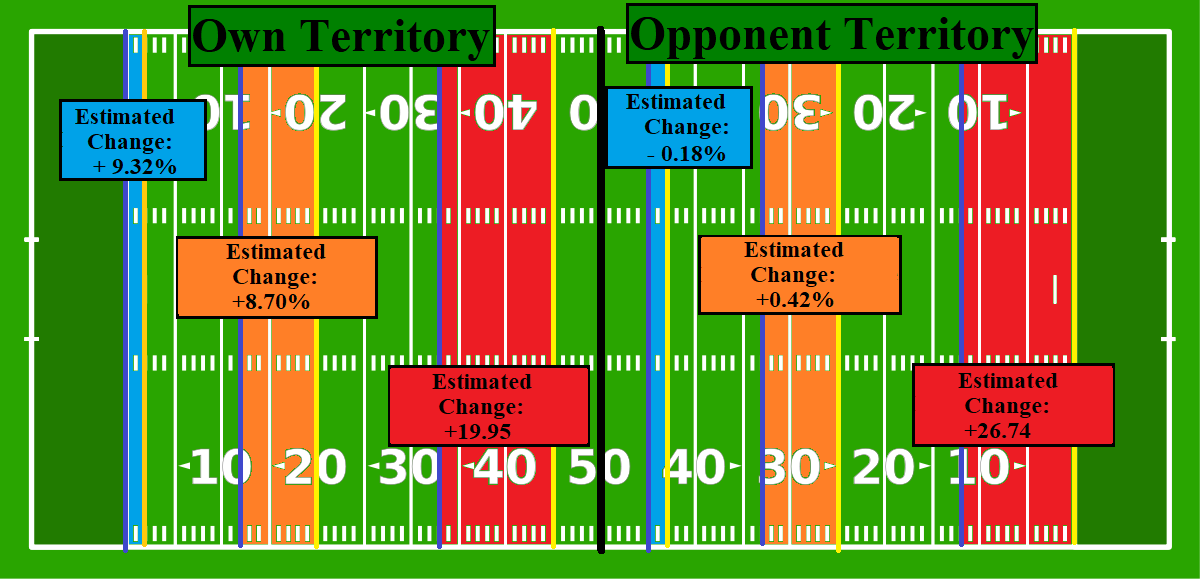 Own Territory
Opponent Territory
10
20
30
40
0
30
20
10
Estimated
Change:
+ 9.32%
Estimated
Change:
- 0.18%
Estimated
Change:
+8.70%
Estimated
Change:
+0.42%
Estimated
Change:
+19.95
Estimated
Change:
+26.74
10
20
30
40
50
40
30
20
10